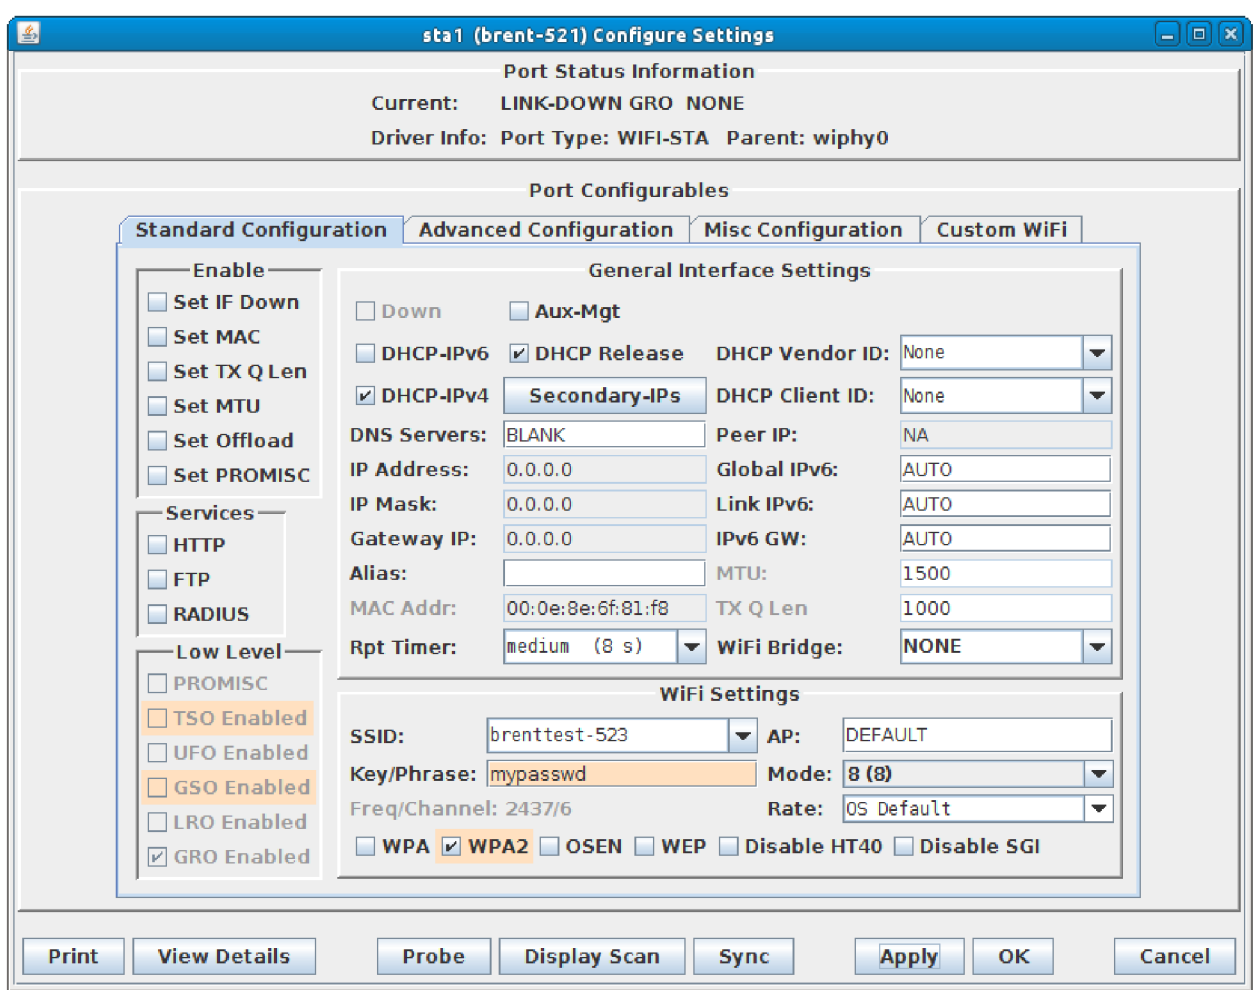 sta1 (brent-521) Configure Settings
Port Status Information
Current: LINK-DOWN GRO NONE
Driver Info: Port Type: WIFI-STA Parent: wiphy0
Port Configurables
Standard Configuration Advanced Configuration Misc Configuration Custom WiFi
Enable
Set IF Down
Set MAC
Set TX Q Len
Set MTU
Set Offload
Set PROMISC
Services
HTTP
FTP
RADIUS
Low Level
PROMISC
TSO Enabled
UFO Enabled
GSO Enabled
LRO Enabled
GRO Enabled
General Interface Settings
Down Aux-Mgt
DHCP-IPv6 DHCP Release DHCP Vendor ID: None
DHCP-IPv4 Secondary-IPs DHCP Client ID: None
DNS Servers: BLANK Peer IP: NA
IP Address: 0.0.0.0 Global IPv6: AUTO
IP Mask: 0.0.0.0 Link IPv6: AUTO
Gateway IP: 0.0.0.0 IPv6 GW: AUTO
Alias: MTU: 1500
MAC Addr: 00:0e:8e:6f:81:f8 TX Q Len 1000
Rpt Timer: medium (8 s) WiFi Bridge: NONE
WiFi Settings
SSID: brenttest-523 AP: DEFAULT
Key/Phrase: mypasswd Mode: 8 (8)
Freq/Channel: 2437/6 Rate: OS Default
WPA WPA2 OSEN WEP Disable HT40 Disable SGI
Print View Details Probe Display Scan Sync Apply OK Cancel